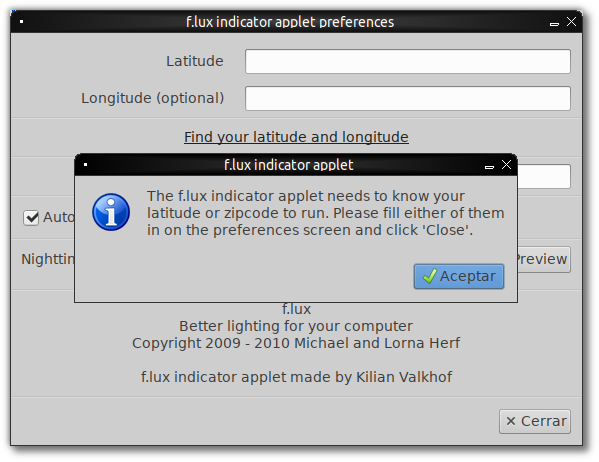 f.lux indicator applet preferences
Latitude
Longitude (optional)
Find your latitude and longitude
f.lux indicator applet
The f.lux indicator applet needs to know your
latitude or zipcode to run. Please fill either of them
in on the preferences screen and click 'Close'.
Aceptar
Preview
f.lux
Better lighting for your computer
Copyright 2009 - 2010 Michael and Lorna Herf
f.lux indicator applet made by Kilian Valkhof
Cerrar